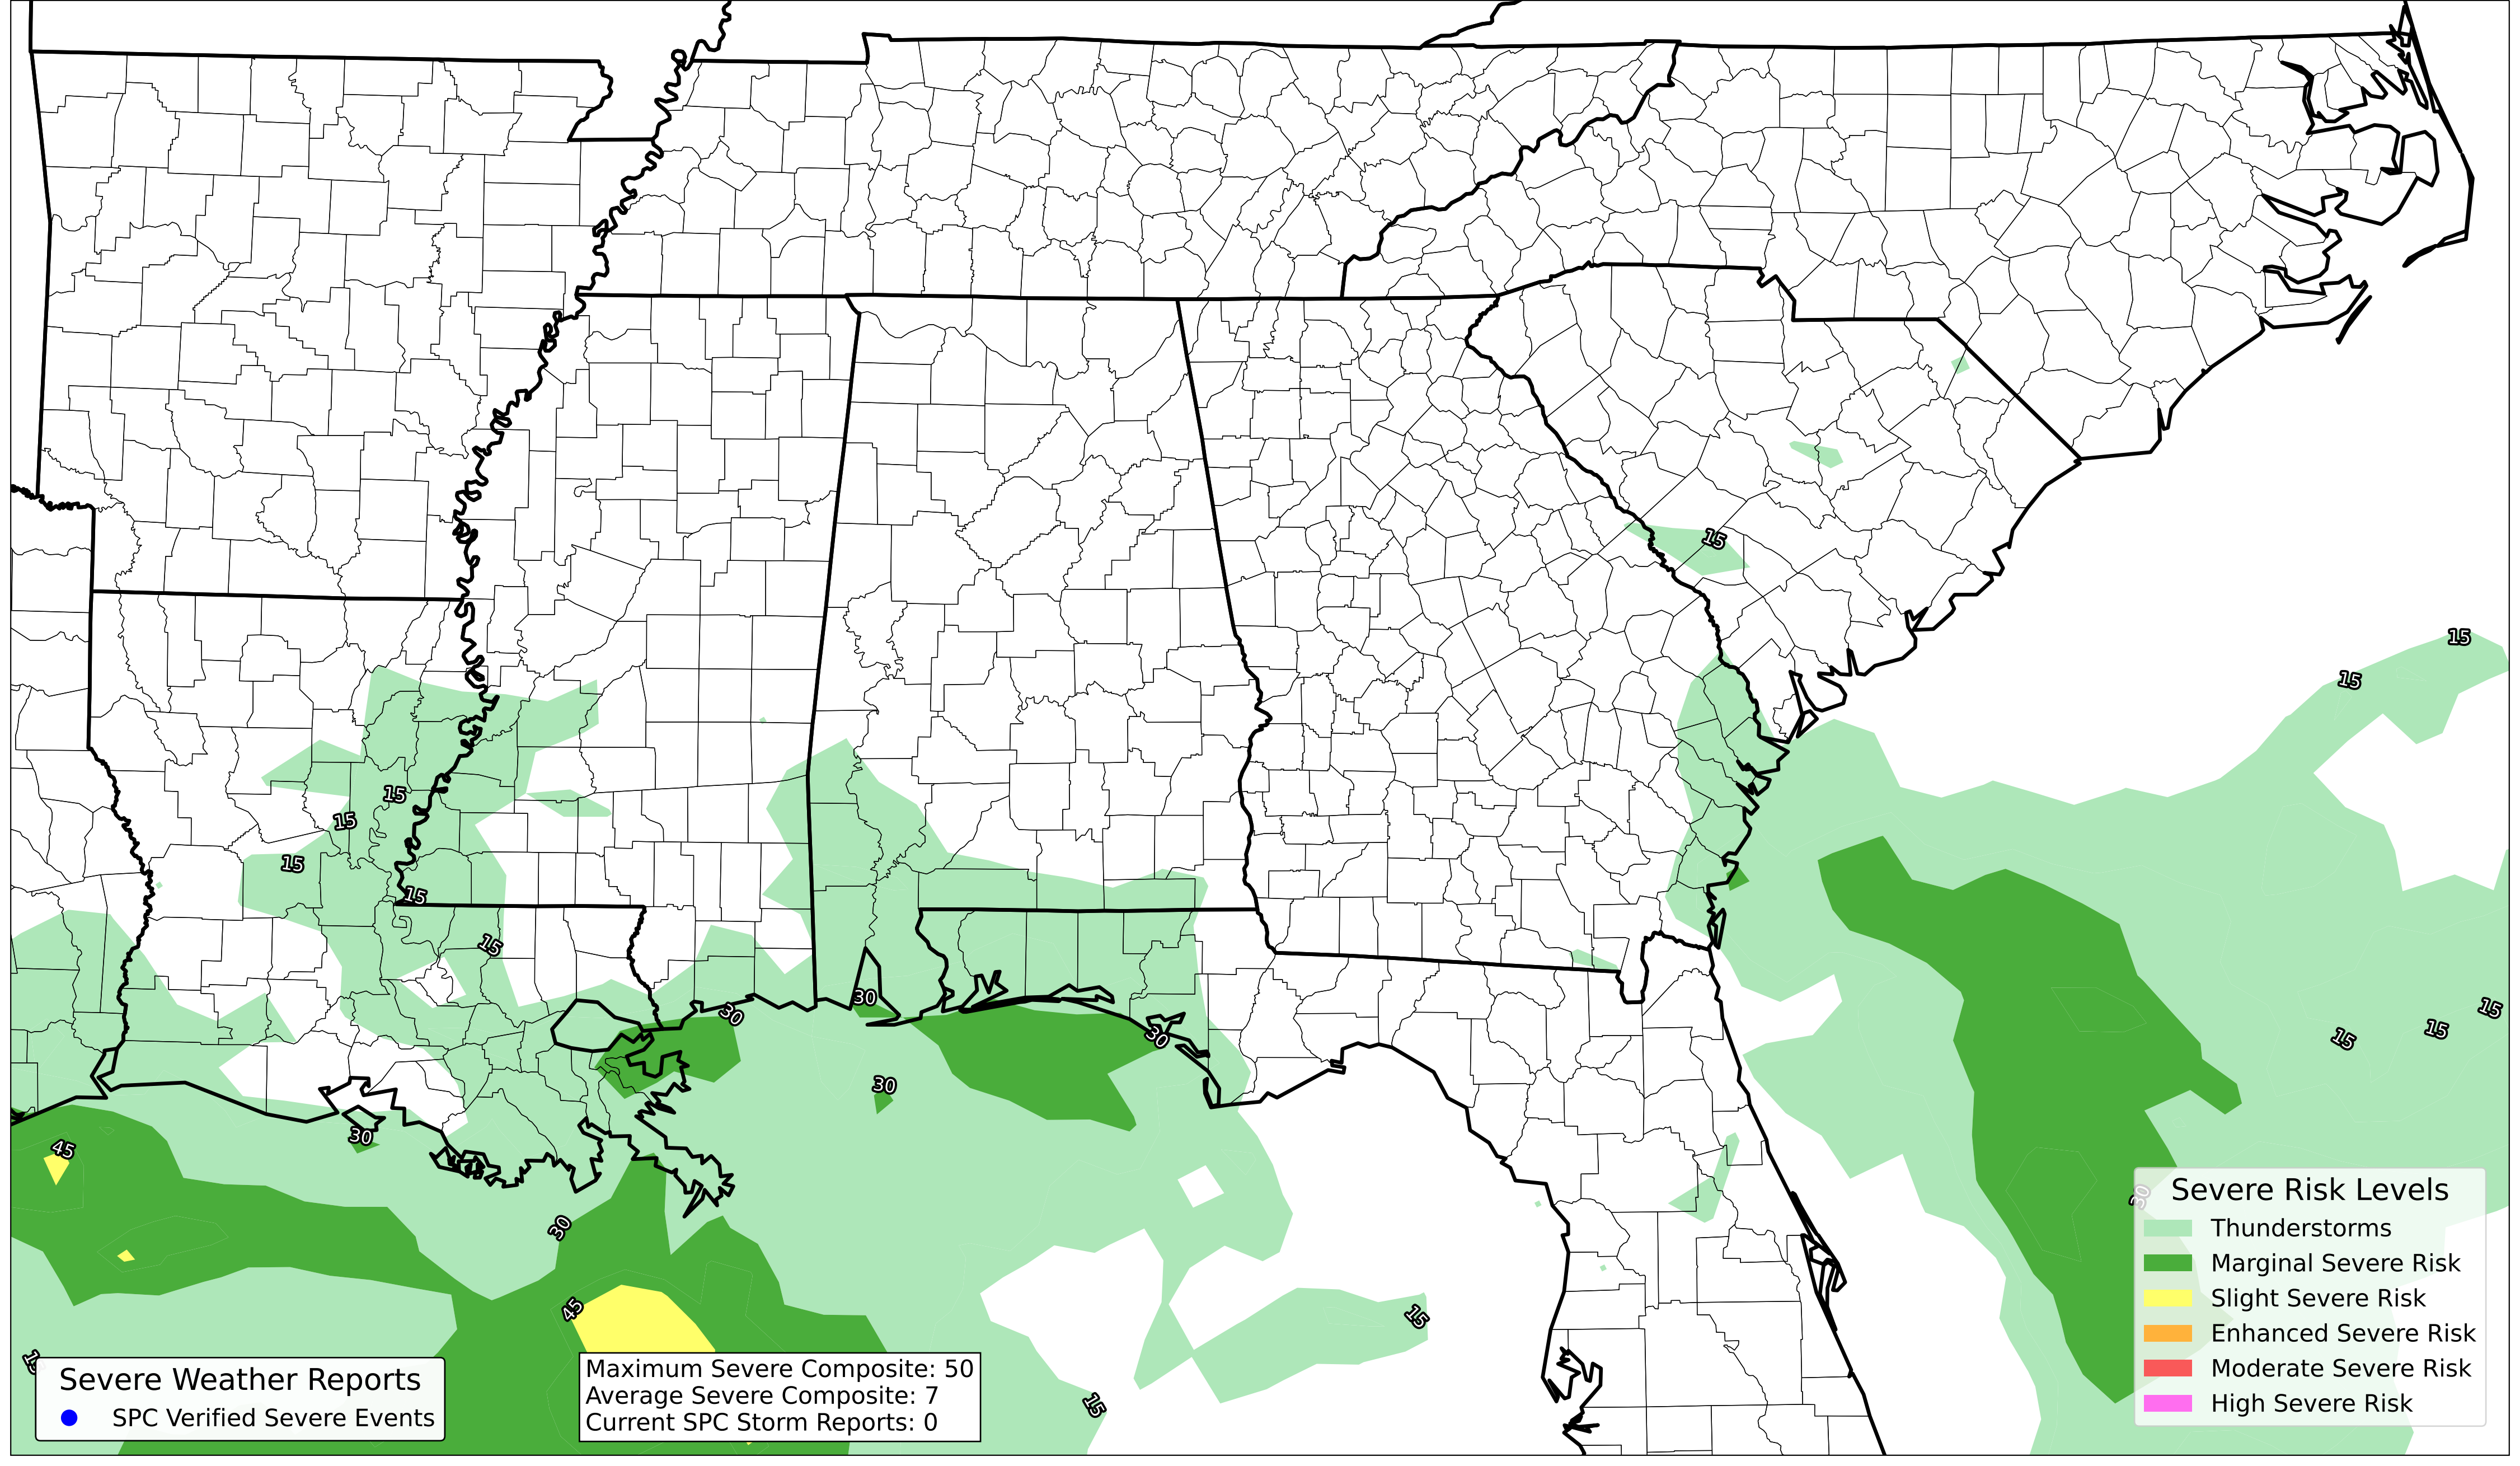 15
15
15
15
15
15
15
15
15
15
15
30
30
30
30
45
30
30
30
45
15
15
Severe Risk Levels
Thunderstorms
Marginal Severe Risk
Slight Severe Risk
Enhanced Severe Risk
Moderate Severe Risk
High Severe Risk
Severe Weather Reports
SPC Verified Severe Events
Maximum Severe Composite: 50
Average Severe Composite: 7
Current SPC Storm Reports: 0